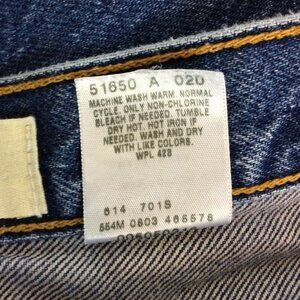 51650 A 020
MACHINE WASH WARM. NORMAL
CYCLE. ONLY NON-CHLORINE
BLEACH IF NEEDED. TUMBLE
DRY HOT. HOT IRON IF
NEEDED. WASH AND DRY
WITH LIKE COLORS.
WPL 423
614 701S
554M 0803 465578